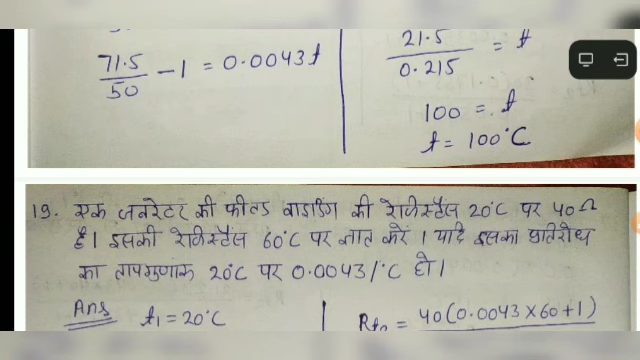 71.5/50 - 1 = 0.0043 t
21.5/0.215 = t
100 = t
t = 100°C
19. एक जनरेटर की फील्ड वाइंडिंग की रेजिस्टैंस 20°C पर 40Ω
है। इसकी रेजिस्टैंस 60°C पर ज्ञात करें। यदि इसका प्रतिरोध
का तापगुणांक 20°C पर 0.0043/°C हो।
Ans t₁ = 20°C
Rt₂ = 40(0.0043×60+1)